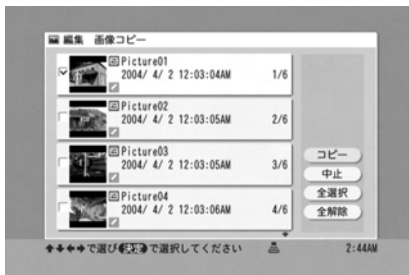 編集 画像コピー
Picture01
2004/ 4/ 2 12:03:04AM 1/6
Picture02
2004/ 4/ 2 12:03:05AM 2/6
Picture03
2004/ 4/ 2 12:03:05AM 3/6
Picture04
2004/ 4/ 2 12:03:06AM 4/6
コピー
中止
全選択
全解除
↑↓←→で選び決定で選択してください 2:44AM